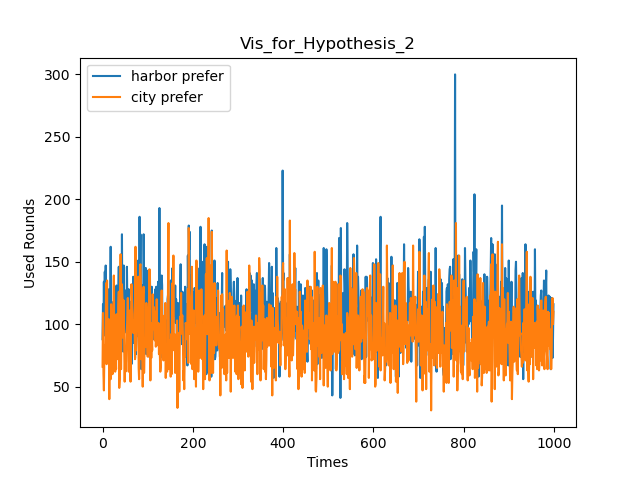 Vis_for_Hypothesis_2
harbor prefer
city prefer
300
250
200
150
100
50
Used Rounds
0
200
400
600
800
1000
Times